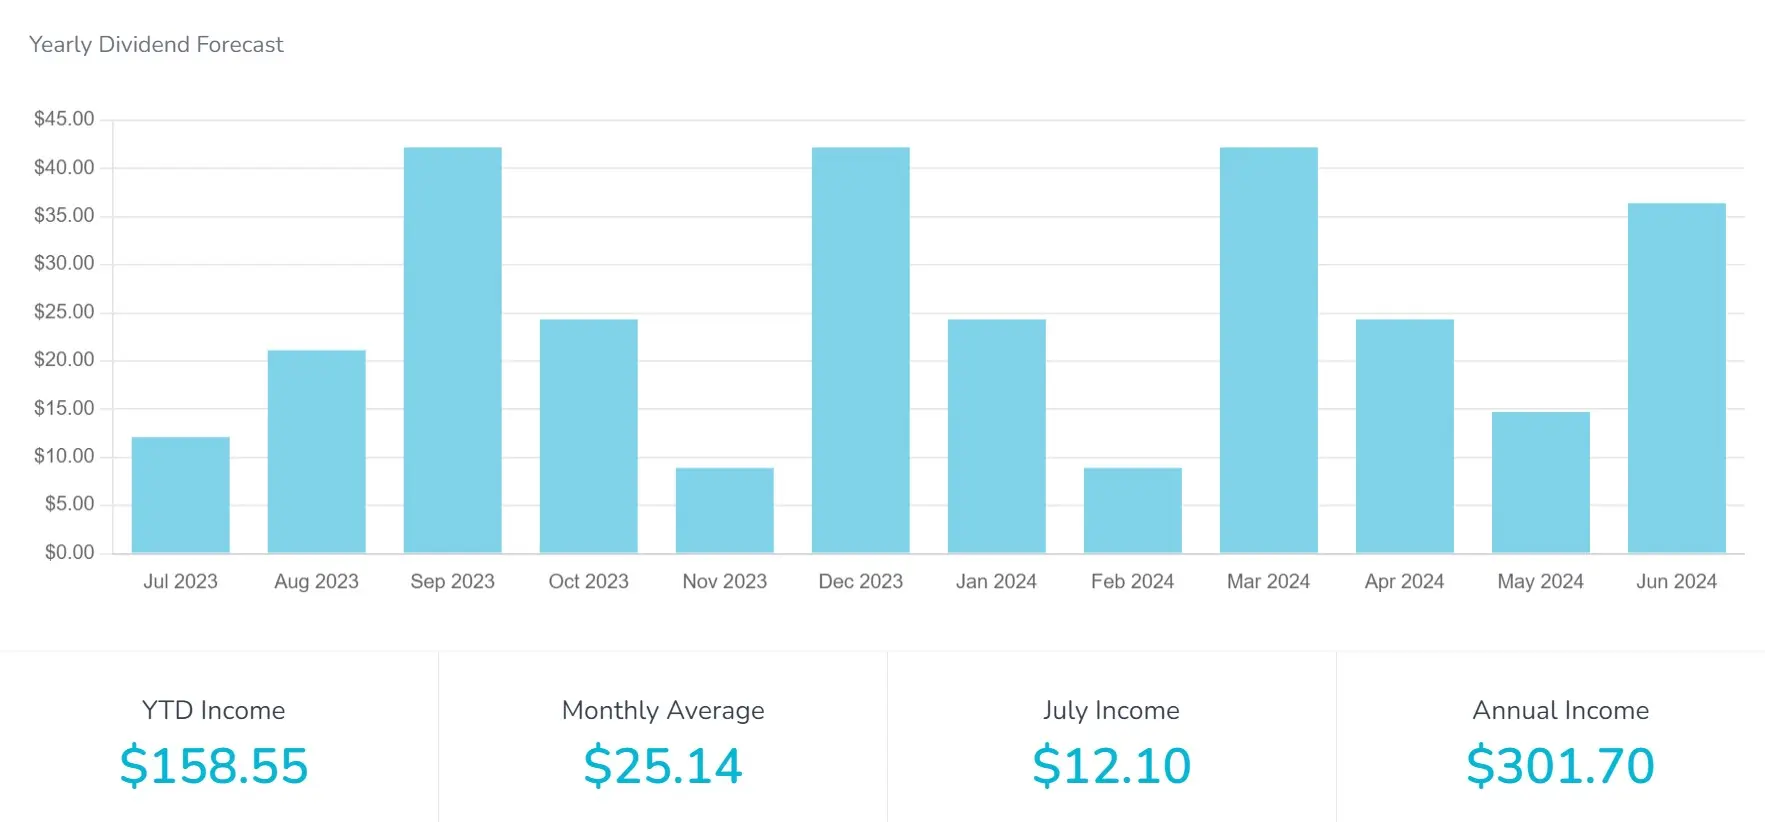 Yearly Dividend Forecast
$45.00
$40.00
$35.00
$30.00
$25.00
$20.00
$15.00
$10.00
$5.00
$0.00
Jul 2023 Aug 2023 Sep 2023 Oct 2023 Nov 2023 Dec 2023 Jan 2024 Feb 2024 Mar 2024 Apr 2024 May 2024 Jun 2024
YTD Income Monthly Average July Income Annual Income
$158.55 $25.14 $12.10 $301.70